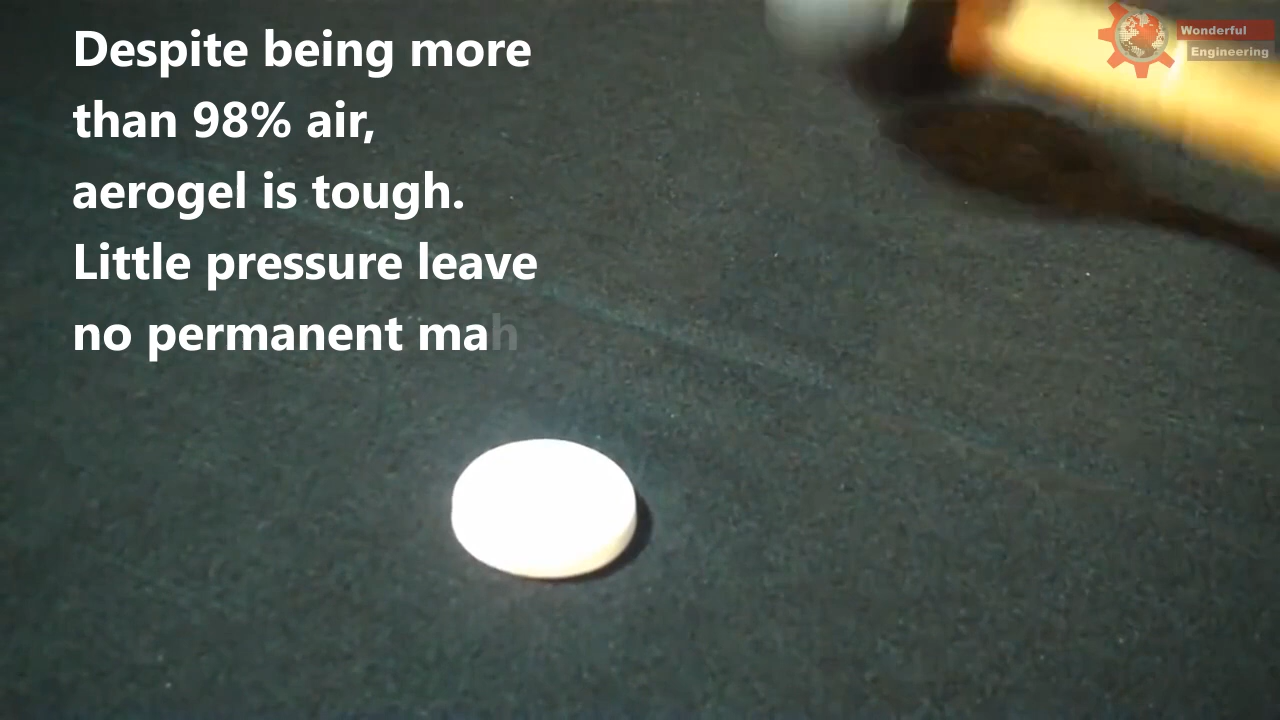 Despite being more
than 98% air,
aerogel is tough.
Little pressure leave
no permanent mah
Wonderful
Engineering